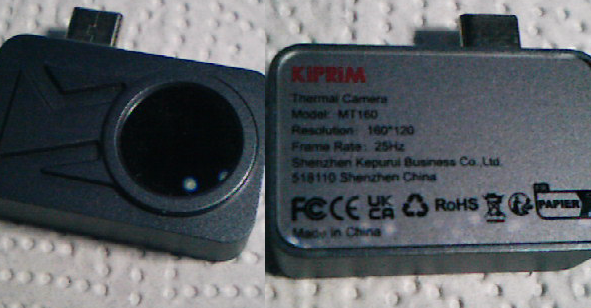 KiPRiM
Thermal Camera
Model: MT160
Resolution: 160*120
Frame Rate: 25Hz
Shenzhen Kepurui Business Co.,Ltd.
518110 Shenzhen China
FC CE UK CA RoHS PAPIER
Made in China